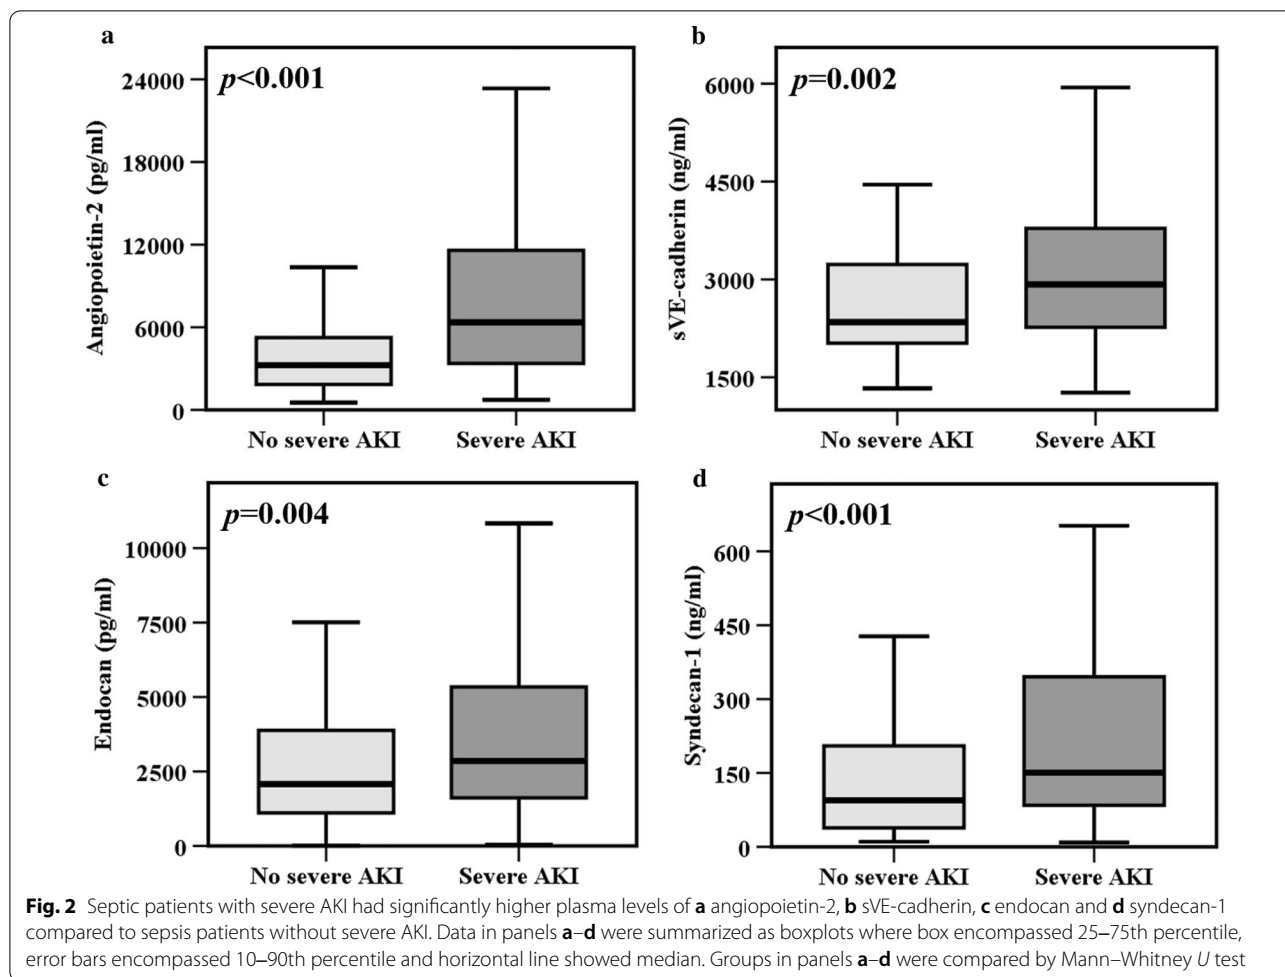 a
p<0.001
24000
18000
12000
6000
0
Angiopoietin-2 (pg/ml)
No severe AKI Severe AKI
b
p=0.002
6000
4500
3000
1500
sVE-cadherin (ng/ml)
No severe AKI Severe AKI
c
p=0.004
10000
7500
5000
2500
0
Endocan (pg/ml)
No severe AKI Severe AKI
d
p<0.001
600
450
300
150
0
Syndecan-1 (ng/ml)
No severe AKI Severe AKI
Fig. 2 Septic patients with severe AKI had significantly higher plasma levels of a angiopoietin-2, b sVE-cadherin, c endocan and d syndecan-1
compared to sepsis patients without severe AKI. Data in panels a–d were summarized as boxplots where box encompassed 25–75th percentile,
error bars encompassed 10–90th percentile and horizontal line showed median. Groups in panels a–d were compared by Mann–Whitney U test